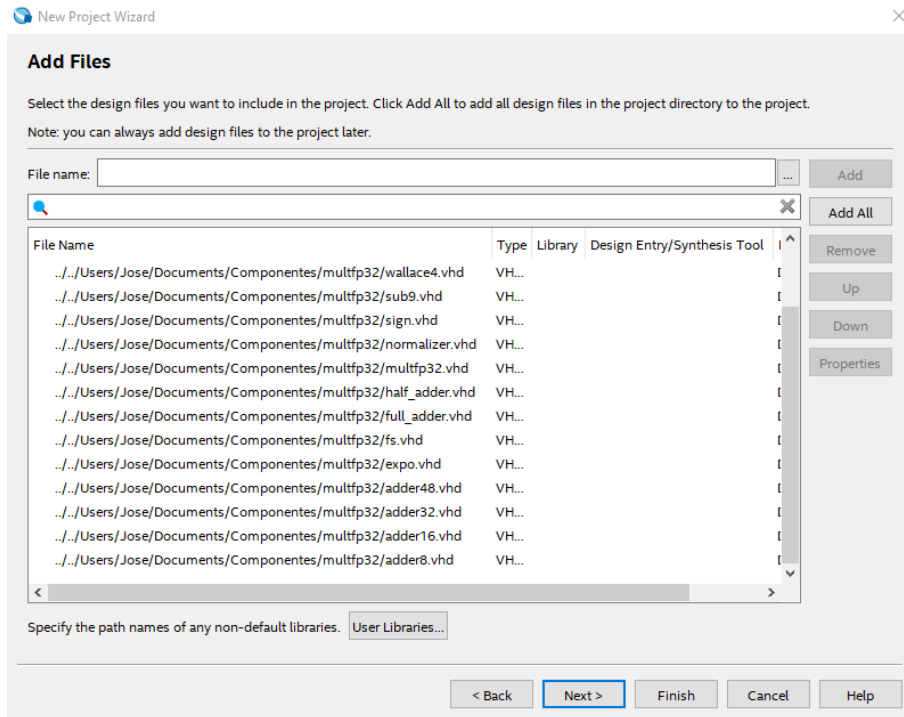 New Project Wizard
Add Files
Select the design files you want to include in the project. Click Add All to add all design files in the project directory to the project.
Note: you can always add design files to the project later.
File name: ... Add
Add All
File Name Type Library Design Entry/Synthesis Tool
Remove
../../Users/Jose/Documents/Componentes/multfp32/wallace4.vhd VH...
../../Users/Jose/Documents/Componentes/multfp32/sub9.vhd VH...
Up
../../Users/Jose/Documents/Componentes/multfp32/sign.vhd VH...
Down
../../Users/Jose/Documents/Componentes/multfp32/normalizer.vhd VH...
../../Users/Jose/Documents/Componentes/multfp32/multfp32.vhd VH...
Properties
../../Users/Jose/Documents/Componentes/multfp32/half_adder.vhd VH...
../../Users/Jose/Documents/Componentes/multfp32/full_adder.vhd VH...
../../Users/Jose/Documents/Componentes/multfp32/fs.vhd VH...
../../Users/Jose/Documents/Componentes/multfp32/expo.vhd VH...
../../Users/Jose/Documents/Componentes/multfp32/adder48.vhd VH...
../../Users/Jose/Documents/Componentes/multfp32/adder32.vhd VH...
../../Users/Jose/Documents/Componentes/multfp32/adder16.vhd VH...
../../Users/Jose/Documents/Componentes/multfp32/adder8.vhd VH...
Specify the path names of any non-default libraries. User Libraries...
< Back Next > Finish Cancel Help